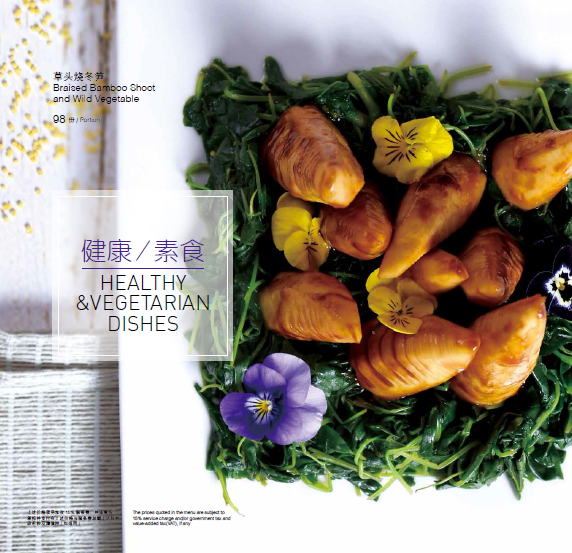 草头烧冬笋
Braised Bamboo Shoot
and Wild Vegetable
98 份 / Portion
健康 / 素食
HEALTHY
&VEGETARIAN
DISHES
The prices quoted in the menu are subject to
10% service charge and/or government tax and
value-added tax(VAT), if any